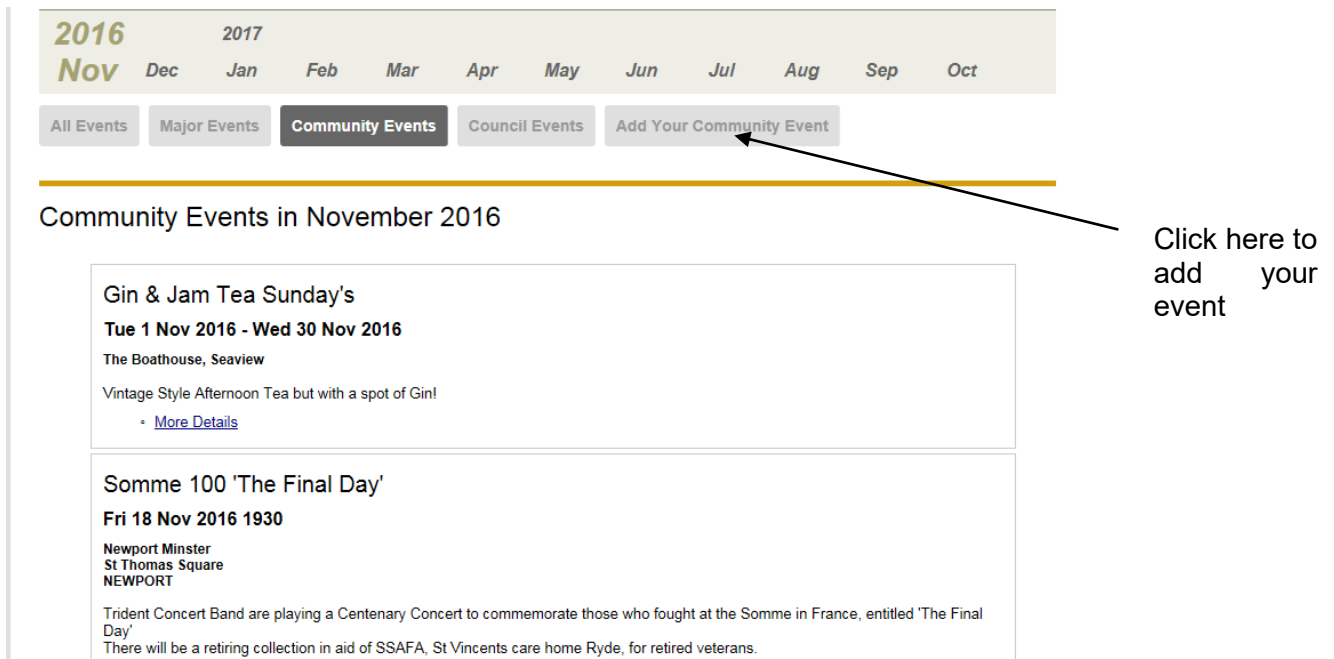 2016 2017
Nov Dec Jan Feb Mar Apr May Jun Jul Aug Sep Oct
All Events Major Events Community Events Council Events Add Your Community Event
Community Events in November 2016
Click here to
add your
event
Gin & Jam Tea Sunday's
Tue 1 Nov 2016 - Wed 30 Nov 2016
The Boathouse, Seaview
Vintage Style Afternoon Tea but with a spot of Gin!
• More Details
Somme 100 'The Final Day'
Fri 18 Nov 2016 1930
Newport Minster
St Thomas Square
NEWPORT
Trident Concert Band are playing a Centenary Concert to commemorate those who fought at the Somme in France, entitled 'The Final
Day'
There will be a retiring collection in aid of SSAFA, St Vincents care home Ryde, for retired veterans.